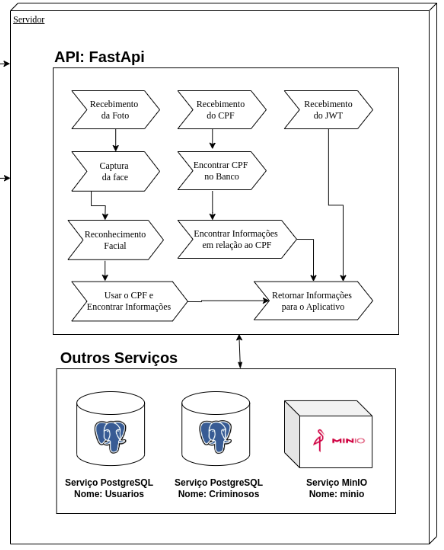 Servidor
API: FastApi
Recebimento
da Foto
Recebimento
do CPF
Recebimento
do JWT
Captura
da face
Encontrar CPF
no Banco
Reconhecimento
Facial
Encontrar Informações
em relação ao CPF
Usar o CPF e
Encontrar Informações
Retornar Informações
para o Aplicativo
Outros Serviços
MINIO
Serviço PostgreSQL
Nome: Usuarios
Serviço PostgreSQL
Nome: Criminosos
Serviço MinIO
Nome: minio